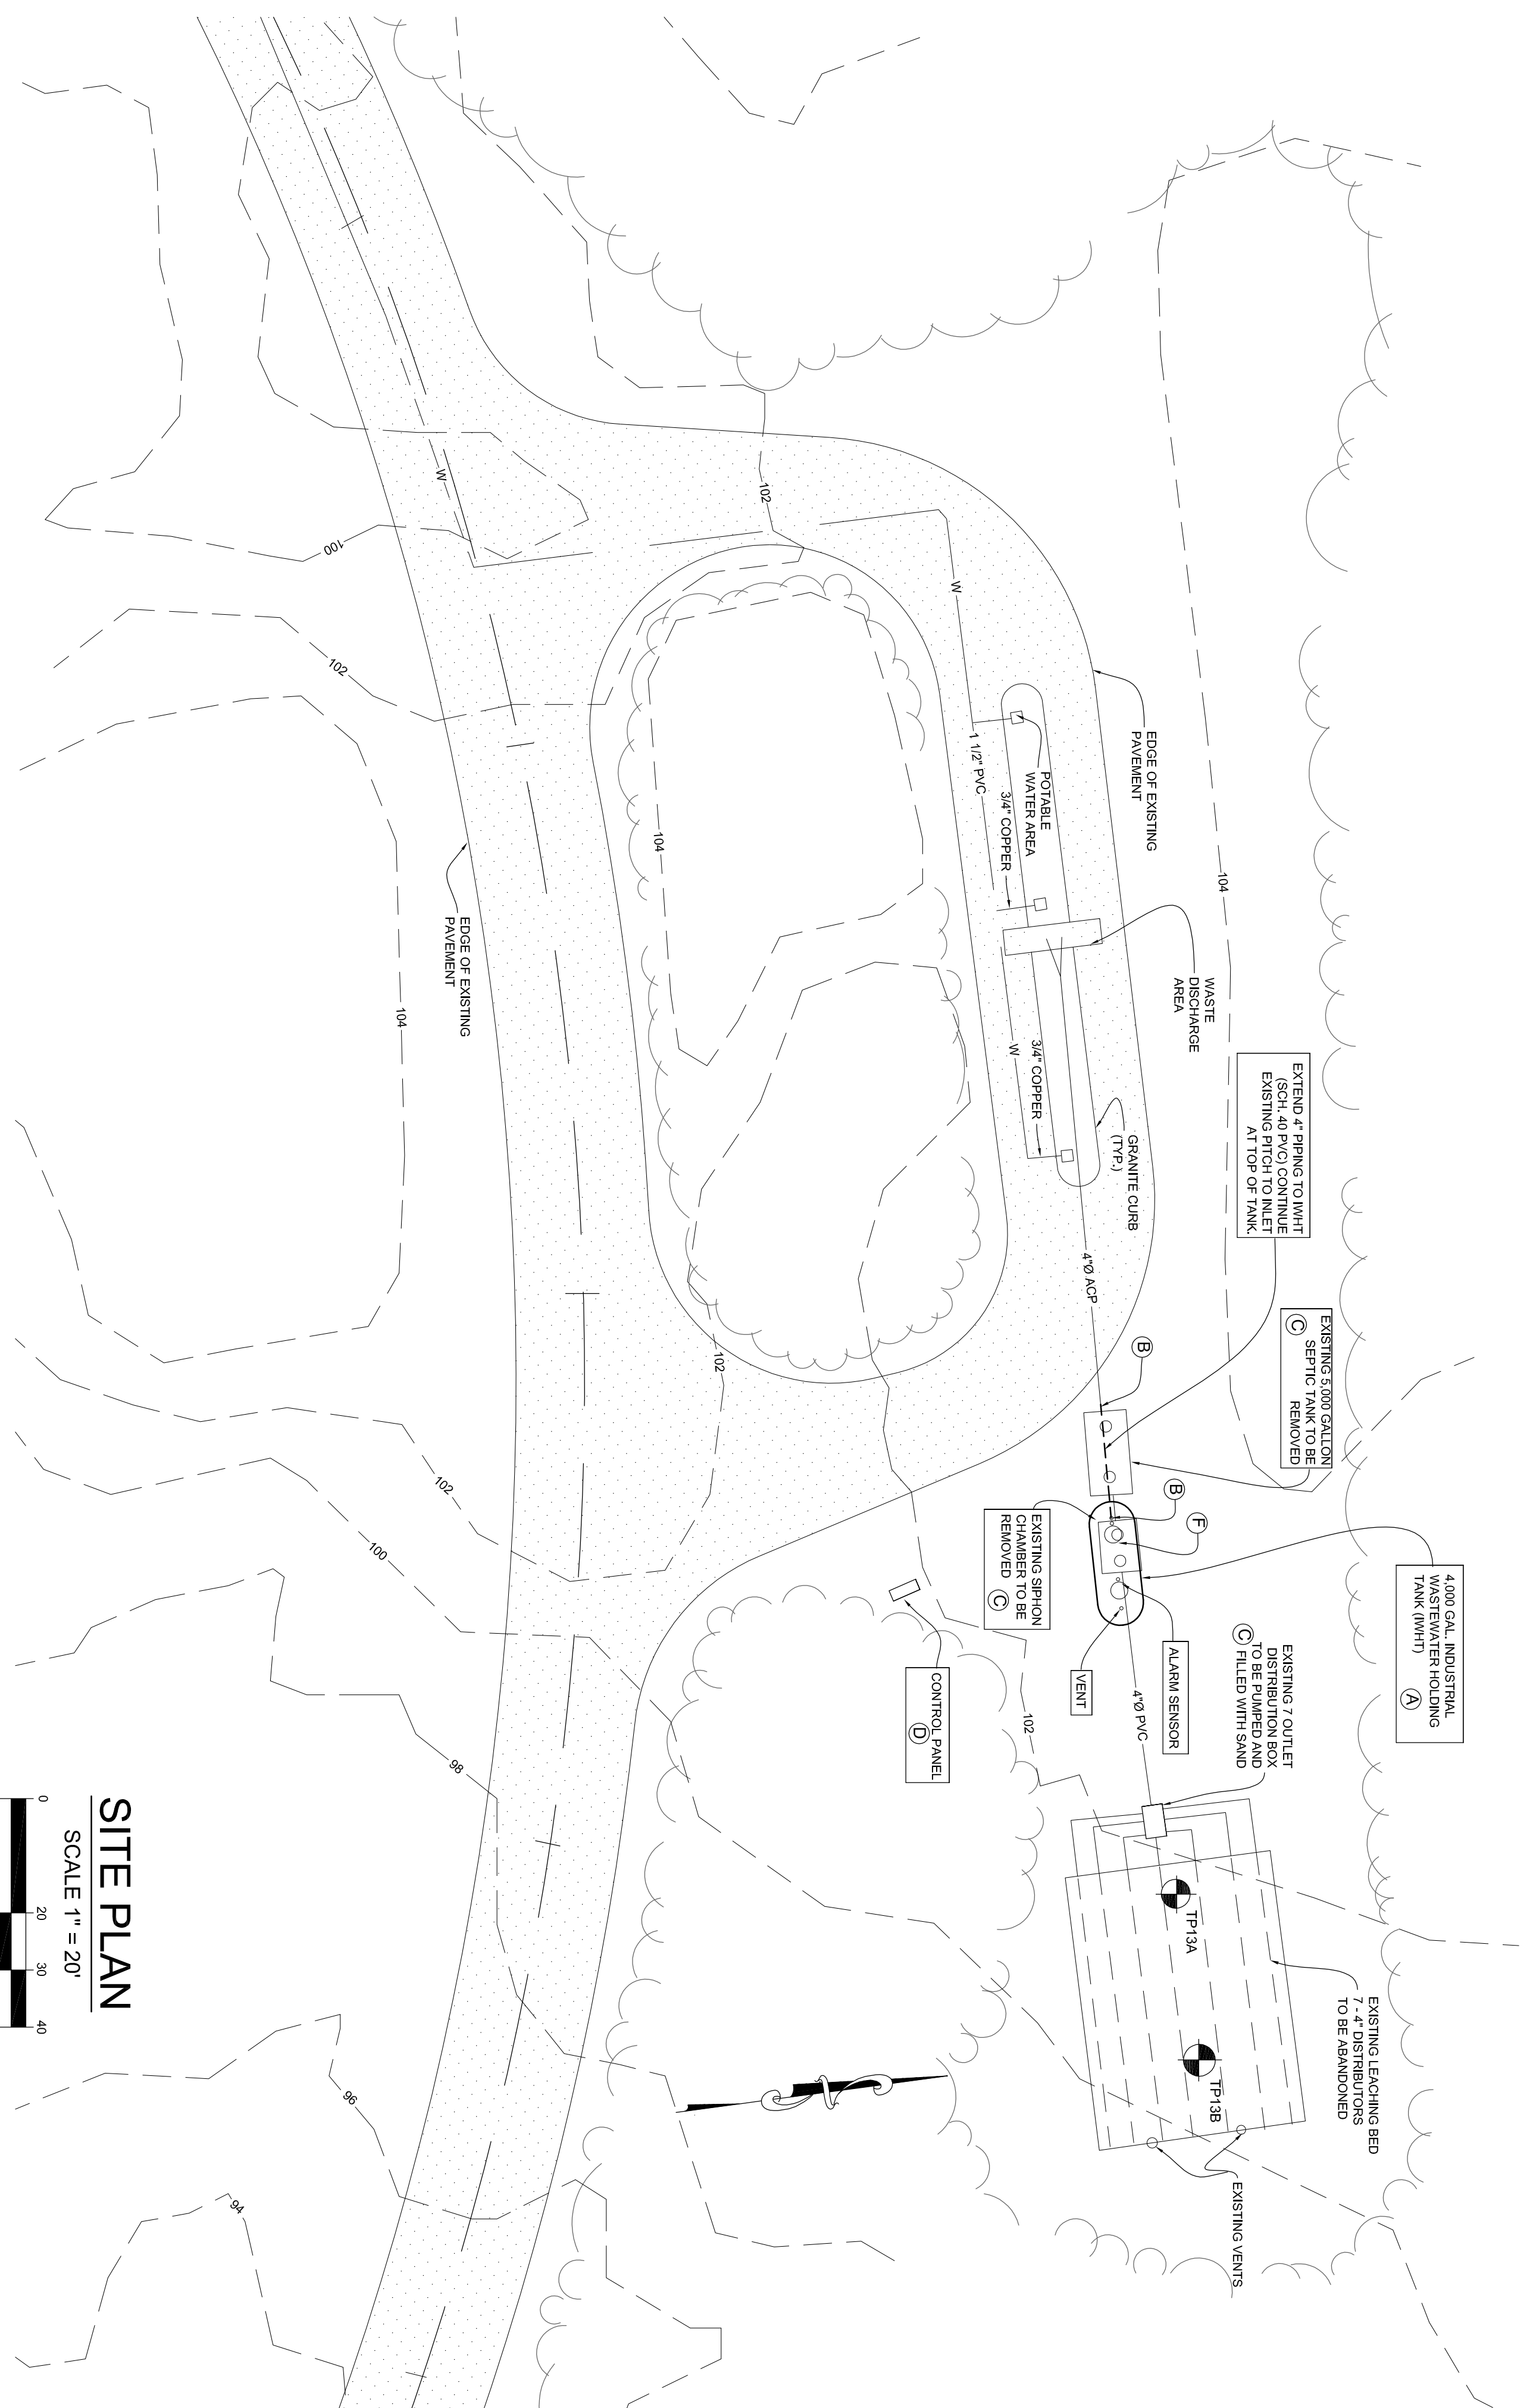 EDGE OF EXISTING
PAVEMENT
WASTE
DISCHARGE
AREA
EXTEND 4" PIPING TO IWHT
(SCH. 40 PVC) CONTINUE
EXISTING PITCH TO INLET
AT TOP OF TANK.
EXISTING 5,000 GALLON
SEPTIC TANK TO BE
REMOVED
C
4,000 GAL. INDUSTRIAL
WASTEWATER HOLDING
TANK (IWHT)
A
EXISTING 7 OUTLET
DISTRIBUTION BOX
TO BE PUMPED AND
C FILLED WITH SAND
EXISTING LEACHING BED
7 - 4" DISTRIBUTORS
TO BE ABANDONED
EXISTING VENTS
TP13A
TP13B
104
POTABLE
WATER AREA
3/4" COPPER
1 1/2" PVC
W
3/4" COPPER
W
GRANITE CURB
(TYP.)
4"Ø ACP
B
B
F
EXISTING SIPHON
CHAMBER TO BE
REMOVED C
ALARM SENSOR
VENT
4"Ø PVC
CONTROL PANEL
D
102
102
104
102
W
100
102
104
EDGE OF EXISTING
PAVEMENT
102
100
98
96
94
SITE PLAN
SCALE 1" = 20'
0
20
30
40